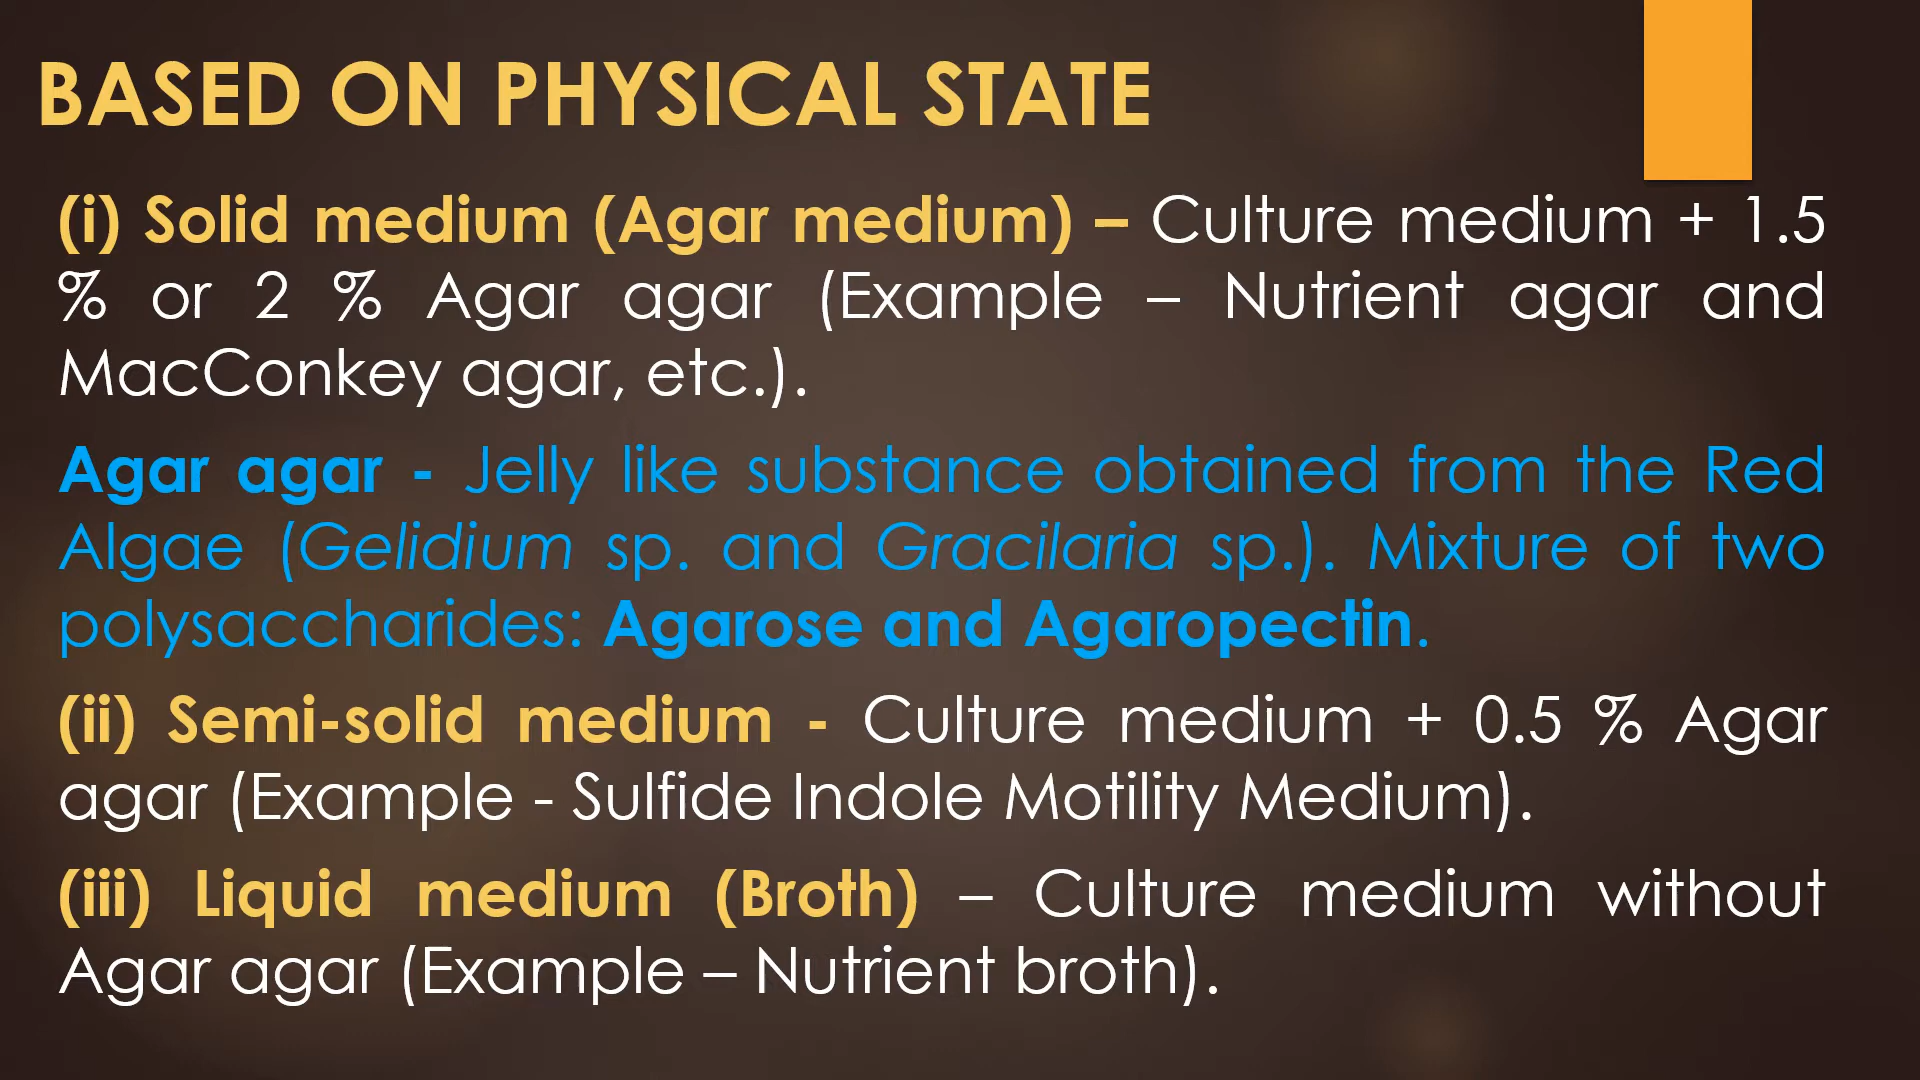 BASED ON PHYSICAL STATE
(i) Solid medium (Agar medium) – Culture medium + 1.5
% or 2 % Agar agar (Example – Nutrient agar and
MacConkey agar, etc.).
Agar agar - Jelly like substance obtained from the Red
Algae (Gelidium sp. and Gracilaria sp.). Mixture of two
polysaccharides: Agarose and Agaropectin.
(ii) Semi-solid medium - Culture medium + 0.5 % Agar
agar (Example - Sulfide Indole Motility Medium).
(iii) Liquid medium (Broth) – Culture medium without
Agar agar (Example – Nutrient broth).